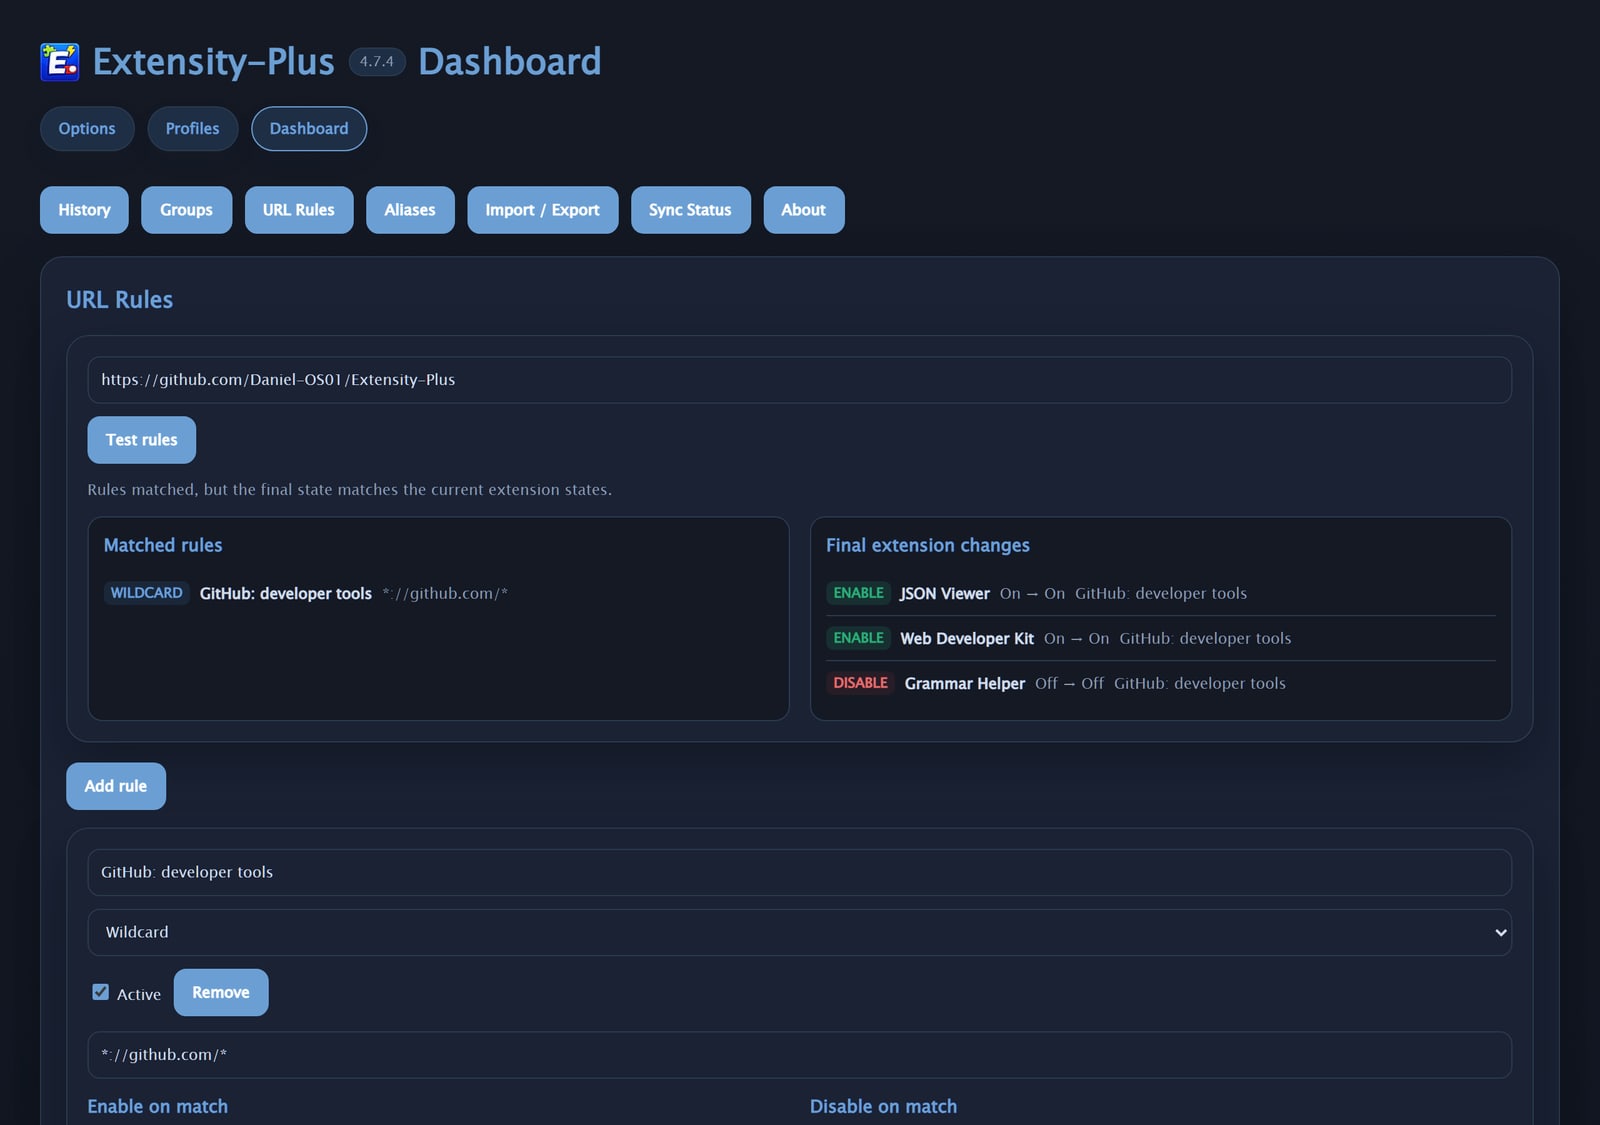 Extensity-Plus 4.7.4 Dashboard
Options Profiles Dashboard
History Groups URL Rules Aliases Import / Export Sync Status About
URL Rules
https://github.com/Daniel-OS01/Extensity-Plus
Test rules
Rules matched, but the final state matches the current extension states.
Matched rules
WILDCARD GitHub: developer tools *://github.com/*
Final extension changes
ENABLE JSON Viewer On → On GitHub: developer tools
ENABLE Web Developer Kit On → On GitHub: developer tools
DISABLE Grammar Helper Off → Off GitHub: developer tools
Add rule
GitHub: developer tools
Wildcard
Active Remove
*://github.com/*
Enable on match
Disable on match